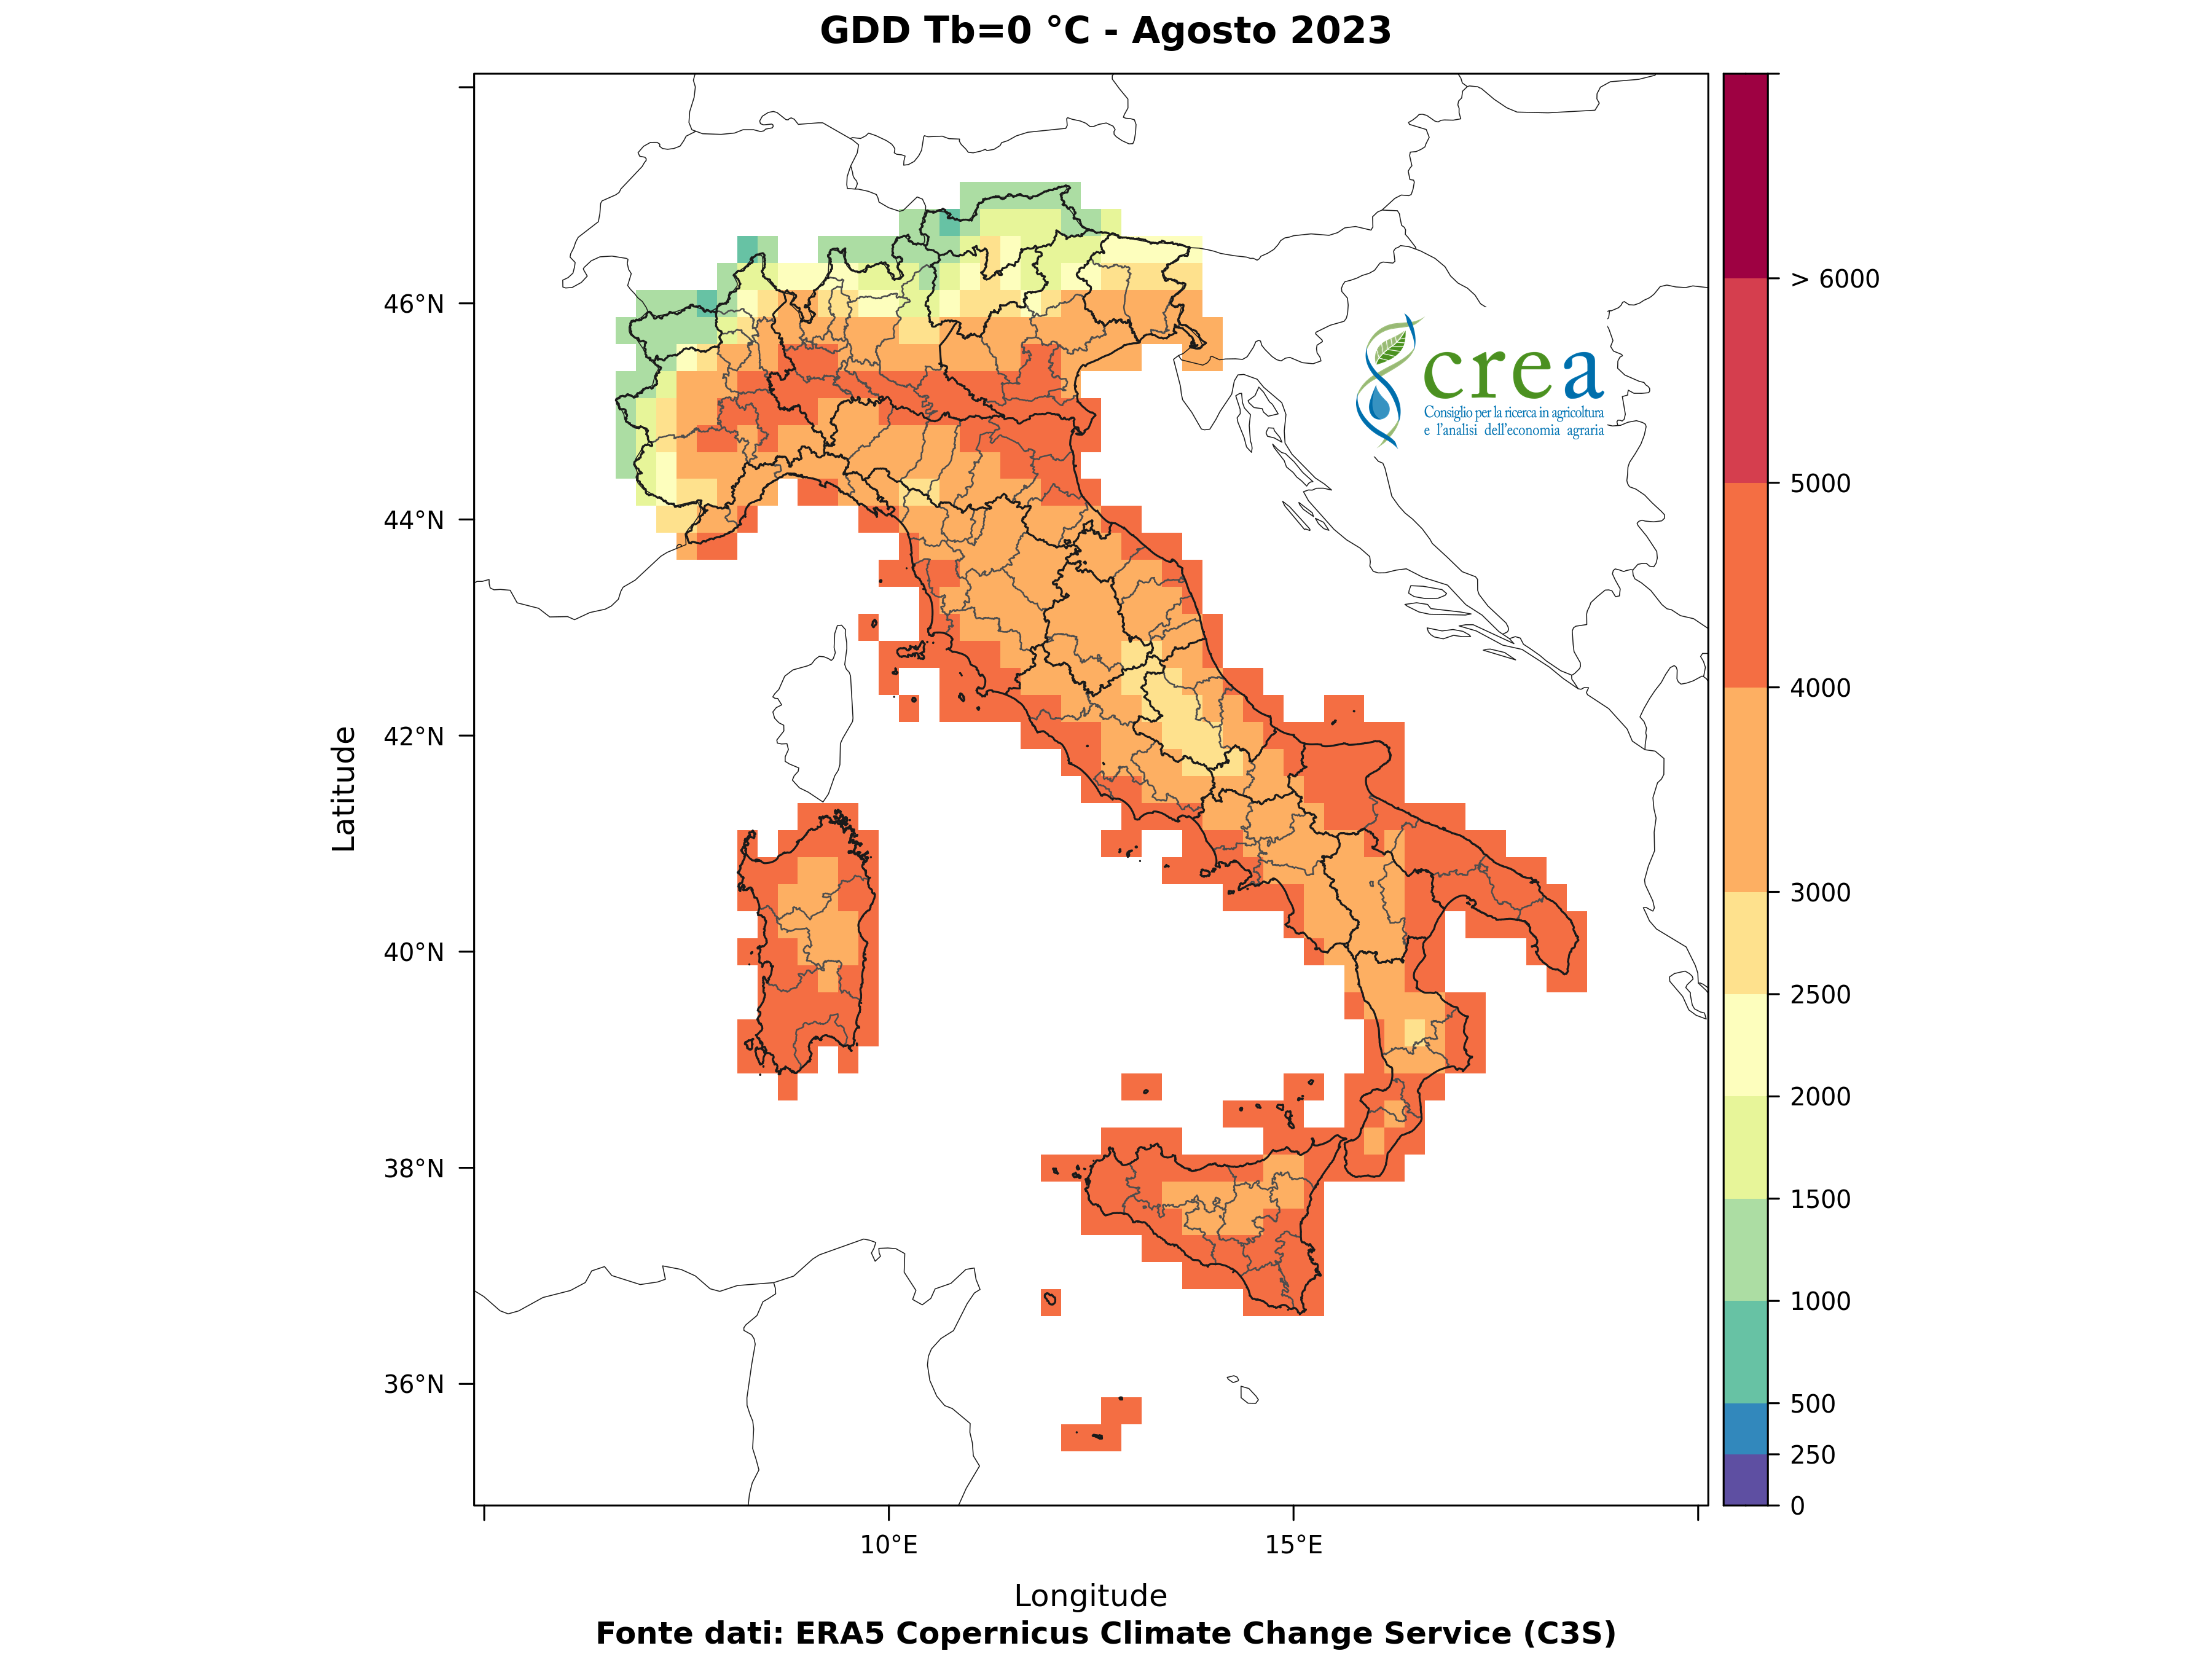 GDD Tb=0 °C - Agosto 2023
> 6000
46°N
crea
Consiglio per la ricerca in agricoltura
e l'analisi dell'economia agraria
5000
44°N
4000
42°N
Latitude
3000
40°N
2500
2000
38°N
1500
1000
36°N
500
250
0
10°E
15°E
Longitude
Fonte dati: ERA5 Copernicus Climate Change Service (C3S)